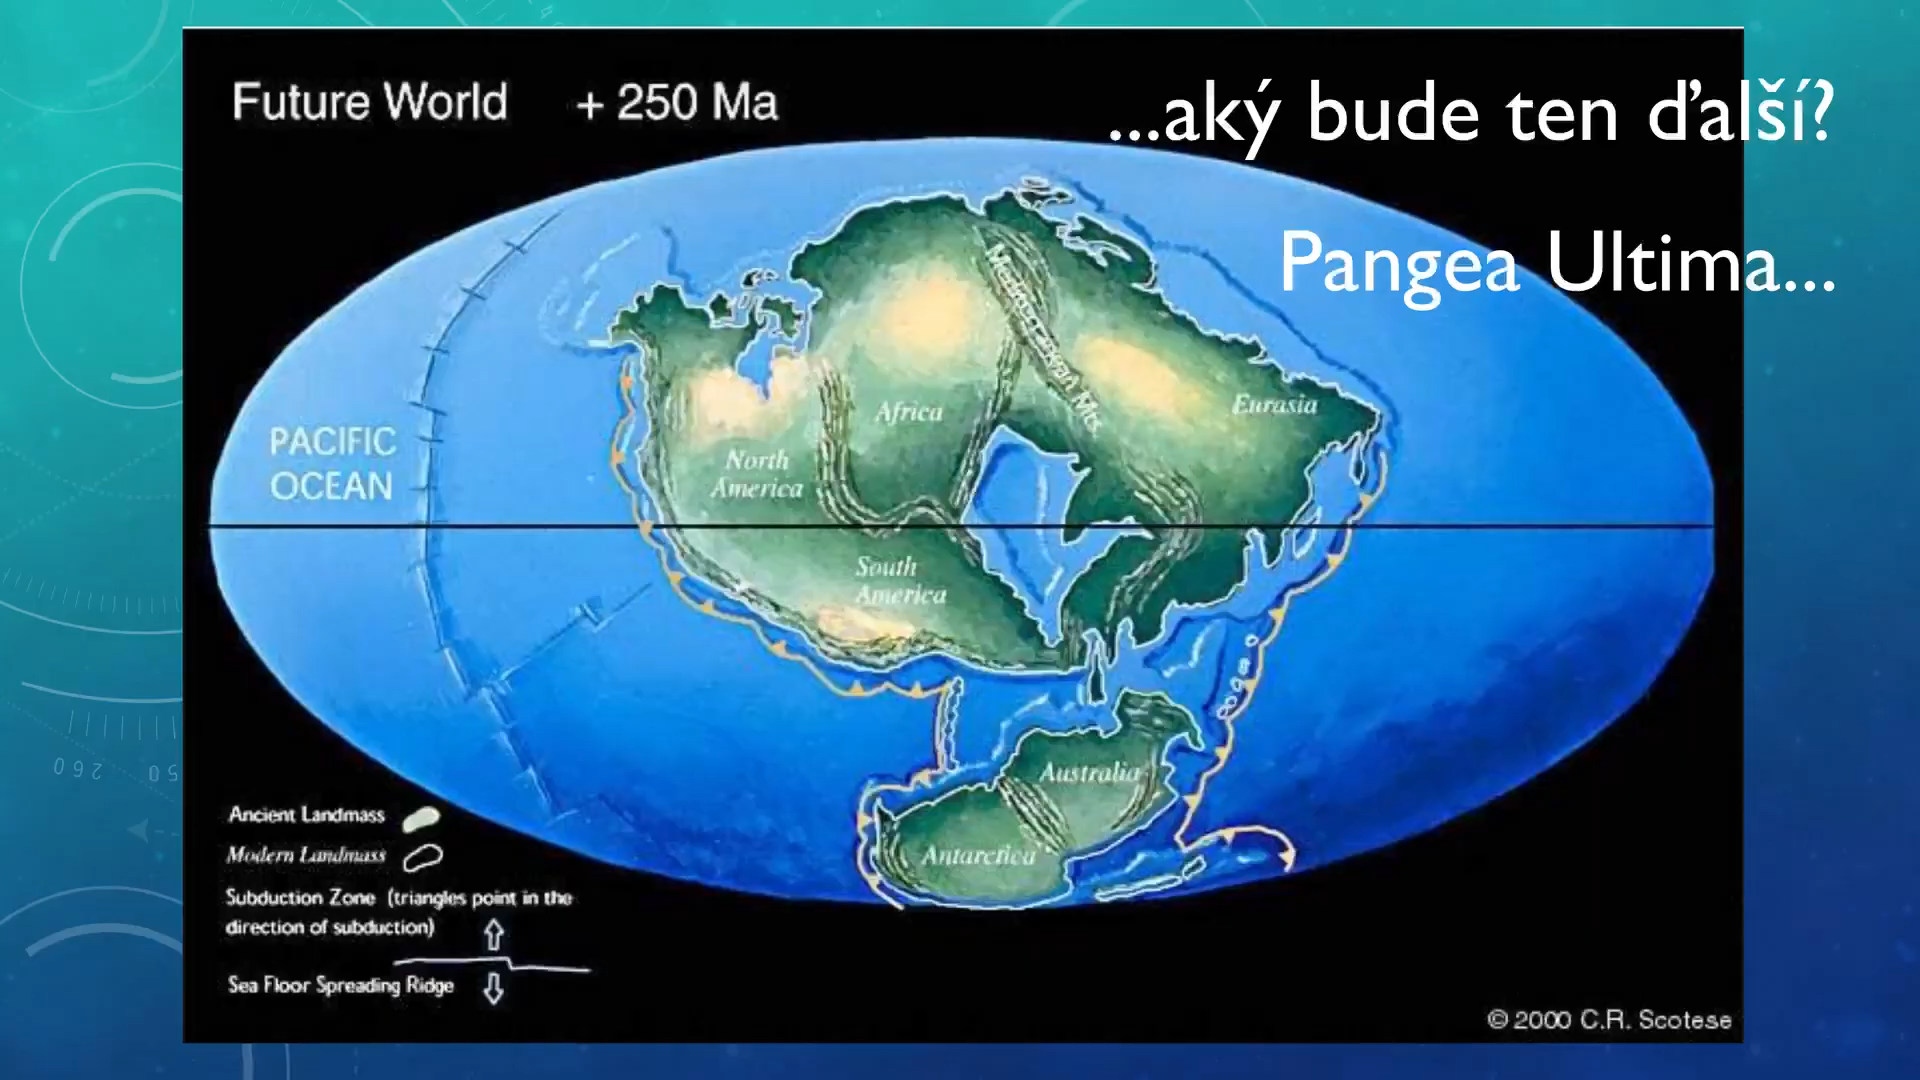 Future World + 250 Ma
...aký bude ten ďalší?
Pangea Ultima...
Mediterranean Mts.
Eurasia
Africa
PACIFIC
OCEAN
North
America
South
America
Australia
Antarctica
Ancient Landmass
Modern Landmass
Subduction Zone (triangles point in the
direction of subduction)
Sea Floor Spreading Ridge
© 2000 C.R. Scotese